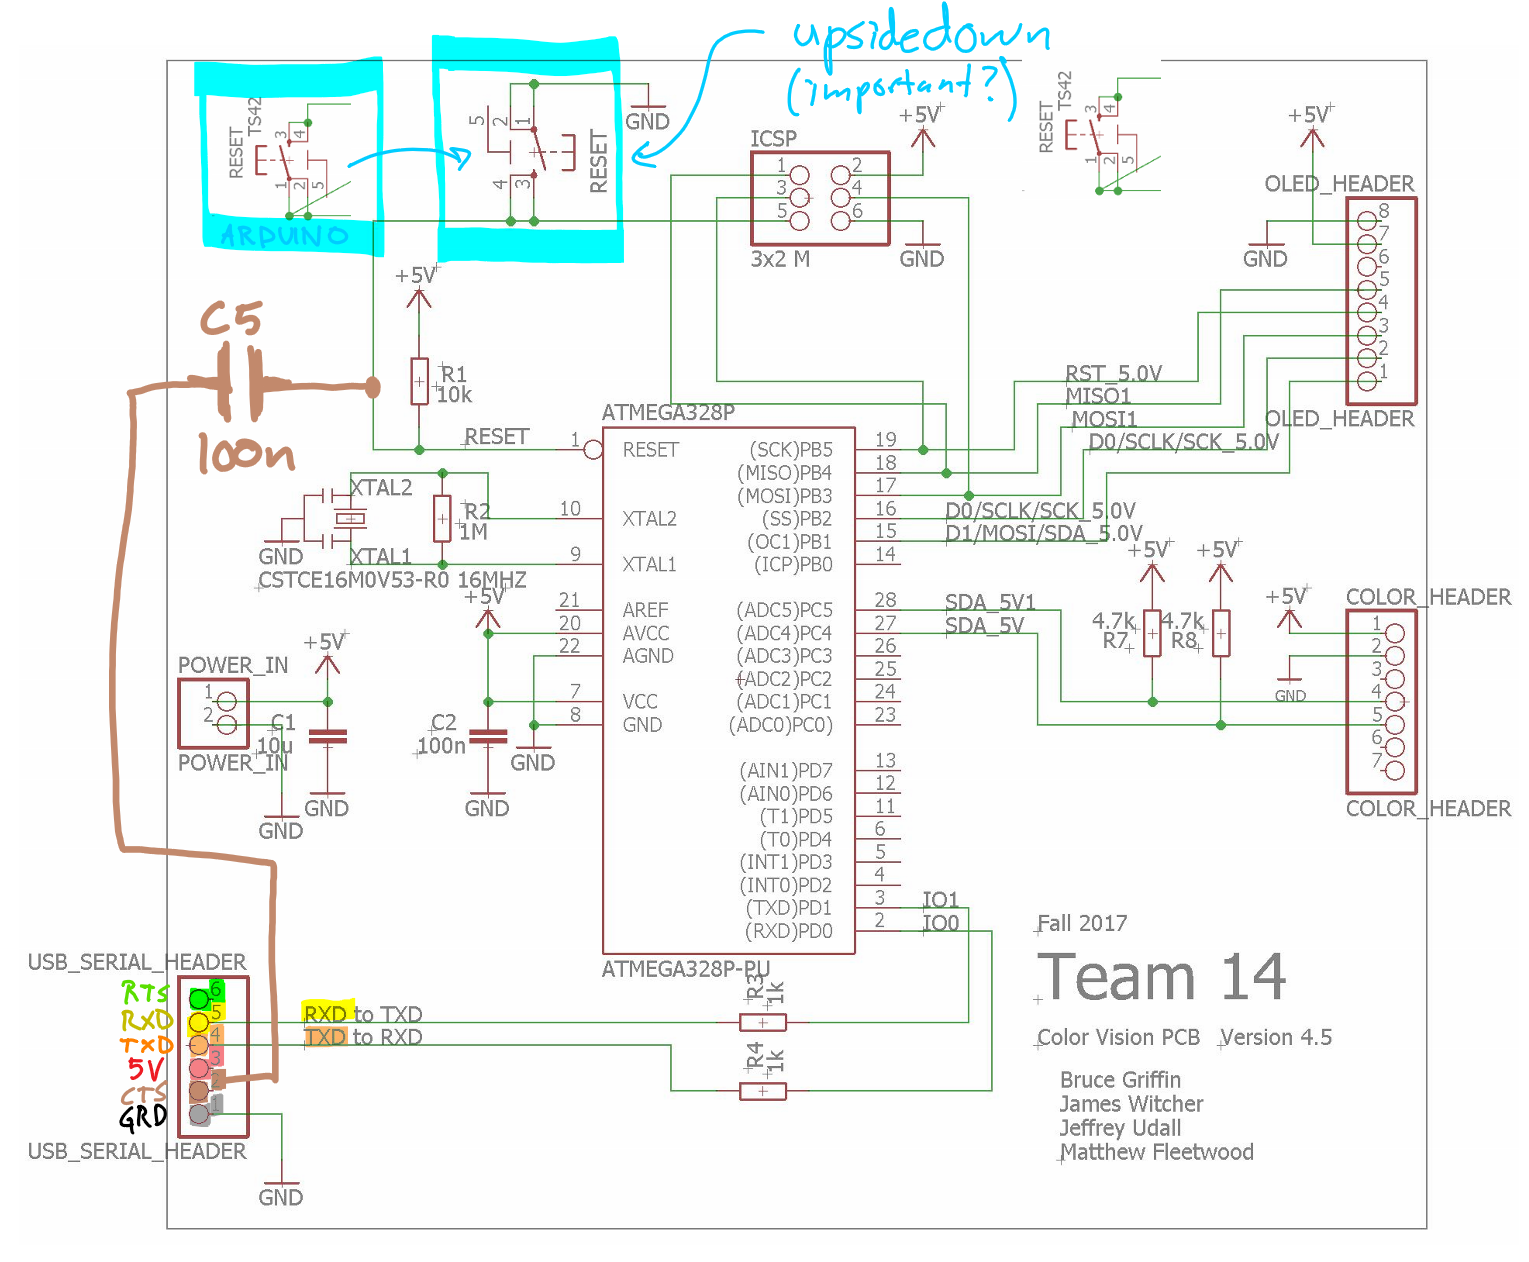 upsidedown
(important?)
RESET
TS42
3
4
1
2
5
ARDUINO
5
2
1
4
3
RESET
GND
ICSP
1
2
3
4
5
6
3x2 M
+5V
GND
RESET
TS42
3
4
1
2
5
+5V
OLED_HEADER
8
7
6
5
4
3
2
1
OLED_HEADER
GND
C5
100n
+5V
R1
10k
RESET
RST_5.0V
MISO1
MOSI1
D0/SCLK/SCK_5.0V
XTAL2
R2
1M
GND
XTAL1
CSTCE16M0V53-R0 16MHZ
ATMEGA328P
1 RESET
10 XTAL2
9 XTAL1
21 AREF
20 AVCC
22 AGND
7 VCC
8 GND
(SCK)PB5 19
(MISO)PB4 18
(MOSI)PB3 17
(SS)PB2 16
(OC1)PB1 15
(ICP)PB0 14
(ADC5)PC5 28
(ADC4)PC4 27
(ADC3)PC3 26
(ADC2)PC2 25
(ADC1)PC1 24
(ADC0)PC0) 23
(AIN1)PD7 13
(AIN0)PD6 12
(T1)PD5 11
(T0)PD4 6
(INT1)PD3 5
(INT0)PD2 4
(TXD)PD1 3
(RXD)PD0 2
ATMEGA328P-PU
D0/SCLK/SCK_5.0V
D1/MOSI/SDA_5.0V
SDA_5V1
SDA_5V
+5V
+5V
4.7k
R7
4.7k
R8
+5V
GND
COLOR_HEADER
1
2
3
4
5
6
7
COLOR_HEADER
+5V
C2
100n
GND
GND
POWER_IN
1
2
POWER_IN
+5V
C1
10u
GND
GND
IO1
IO0
USB_SERIAL_HEADER
RTS 6
RXD 5
TXD 4
5V 3
CTS 2
GRD 1
USB_SERIAL_HEADER
RXD to TXD
TXD to RXD
R3
1k
R4
1k
GND
Fall 2017
Team 14
Color Vision PCB Version 4.5
Bruce Griffin
James Witcher
Jeffrey Udall
Matthew Fleetwood